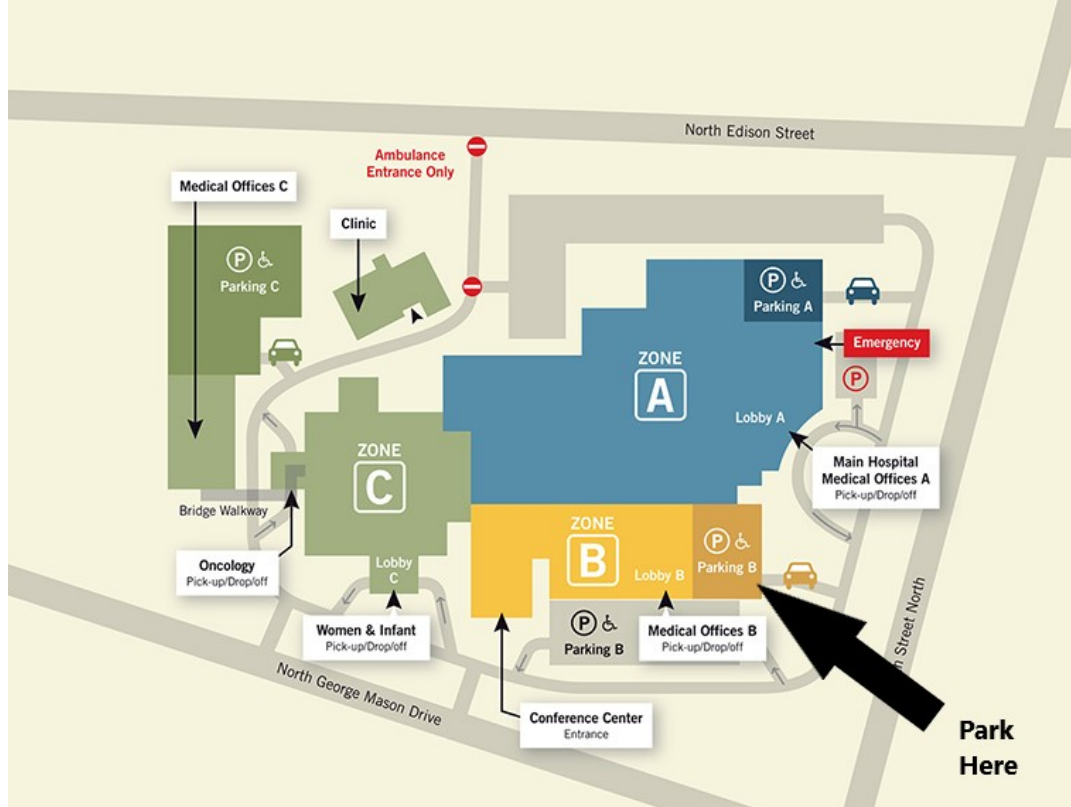 North Edison Street
Ambulance
Entrance Only
Medical Offices C
Clinic
P
Parking C
P
Parking A
Emergency
P
ZONE
A
Lobby A
Main Hospital
Medical Offices A
Pick-up/Drop/off
ZONE
C
Bridge Walkway
ZONE
B
Lobby B
P
Parking B
Oncology
Pick-up/Drop/off
Lobby
C
Women & Infant
Pick-up/Drop/off
P
Parking B
Medical Offices B
Pick-up/Drop/off
Street North
North George Mason Drive
Conference Center
Entrance
Park
Here